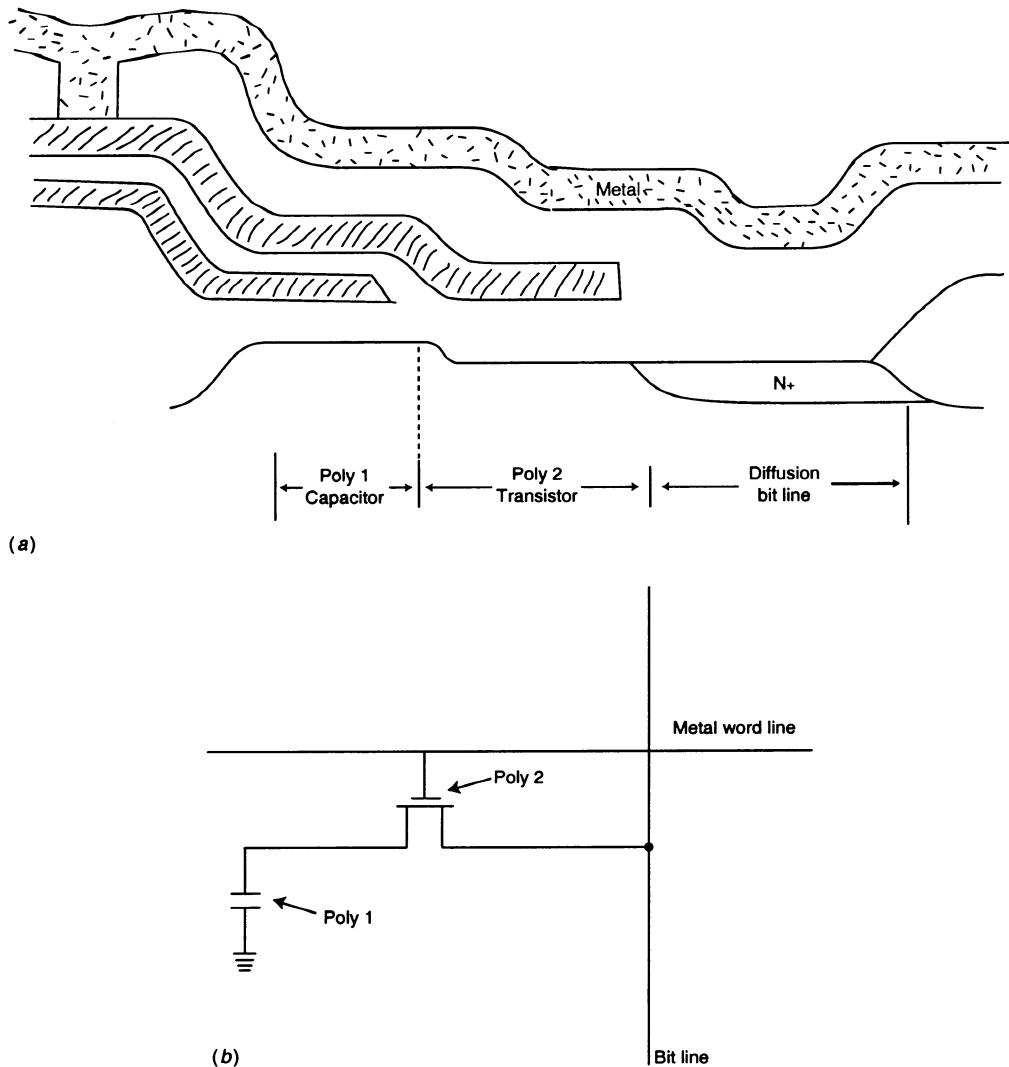 Metal
N+
Poly 1
Capacitor
Poly 2
Transistor
Diffusion
bit line
(a)
Metal word line
Poly 2
Poly 1
(b)
Bit line